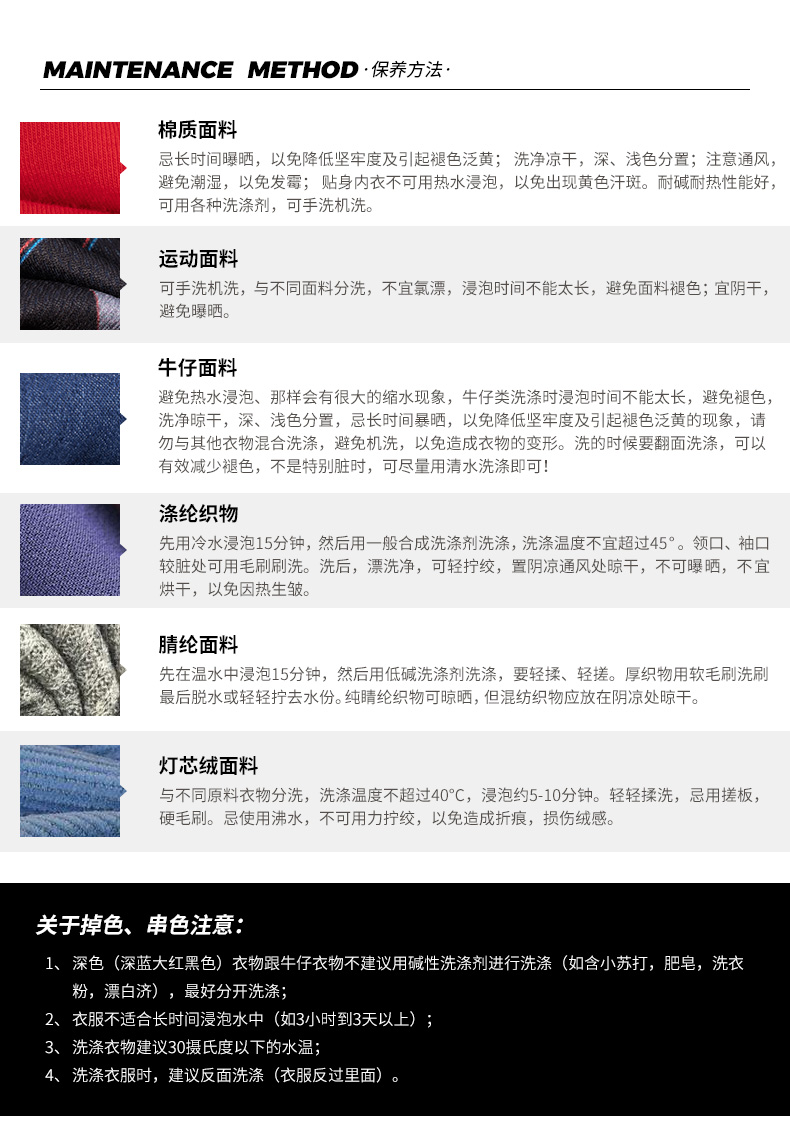 MAINTENANCE METHOD ·保养方法·
棉质面料
忌长时间曝晒，以免降低坚牢度及引起褪色泛黄； 洗净凉干，深、浅色分置；注意通风，
避免潮湿，以免发霉； 贴身内衣不可用热水浸泡，以免出现黄色汗斑。耐碱耐热性能好，
可用各种洗涤剂，可手洗机洗。
运动面料
可手洗机洗，与不同面料分洗，不宜氯漂，浸泡时间不能太长，避免面料褪色；宜阴干，
避免曝晒。
牛仔面料
避免热水浸泡、那样会有很大的缩水现象，牛仔类洗涤时浸泡时间不能太长，避免褪色，
洗净晾干，深、浅色分置，忌长时间暴晒，以免降低坚牢度及引起褪色泛黄的现象，请
勿与其他衣物混合洗涤，避免机洗，以免造成衣物的变形。洗的时候要翻面洗涤，可以
有效减少褪色，不是特别脏时，可尽量用清水洗涤即可！
涤纶织物
先用冷水浸泡15分钟，然后用一般合成洗涤剂洗涤，洗涤温度不宜超过45°。领口、袖口
较脏处可用毛刷刷洗。洗后，漂洗净，可轻拧绞，置阴凉通风处晾干，不可曝晒，不宜
烘干，以免因热生皱。
腈纶面料
先在温水中浸泡15分钟，然后用低碱洗涤剂洗涤，要轻揉、轻搓。厚织物用软毛刷洗刷
最后脱水或轻轻拧去水份。纯睛纶织物可晾晒，但混纺织物应放在阴凉处晾干。
灯芯绒面料
与不同原料衣物分洗，洗涤温度不超过40℃，浸泡约5-10分钟。轻轻揉洗，忌用搓板，
硬毛刷。忌使用沸水，不可用力拧绞，以免造成折痕，损伤绒感。
关于掉色、串色注意：
1、深色（深蓝大红黑色）衣物跟牛仔衣物不建议用碱性洗涤剂进行洗涤（如含小苏打，肥皂，洗衣
粉，漂白济），最好分开洗涤；
2、衣服不适合长时间浸泡水中（如3小时到3天以上）；
3、洗涤衣物建议30摄氏度以下的水温；
4、洗涤衣服时，建议反面洗涤（衣服反过里面）。